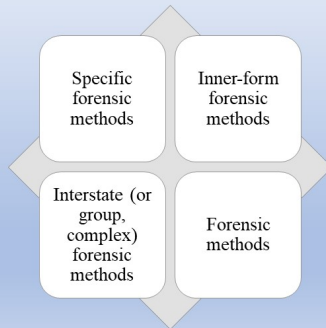 Specific
forensic
methods
Inner-form
forensic
methods
Interstate (or
group,
complex)
forensic
methods
Forensic
methods